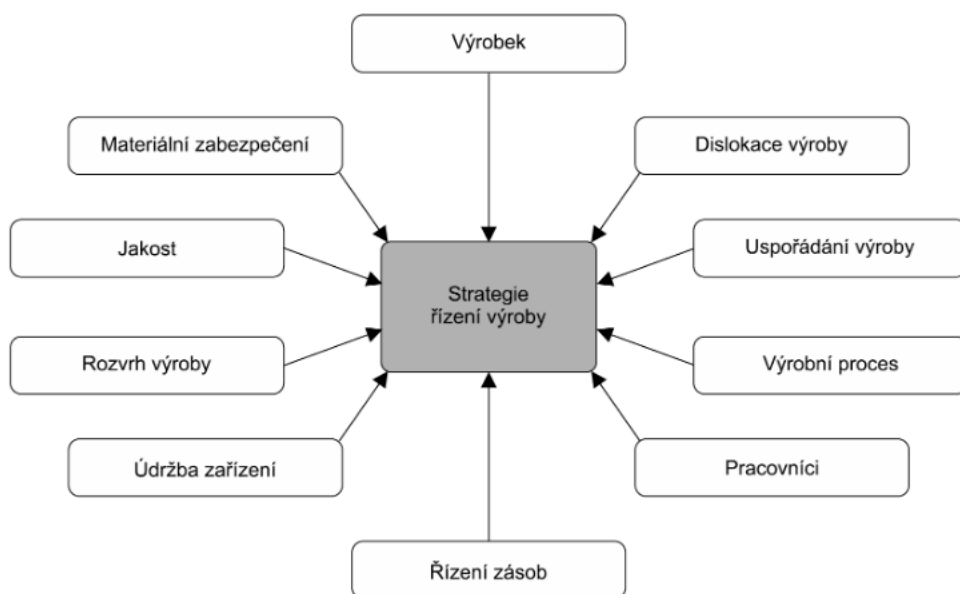 Výrobek
Materiální zabezpečení
Dislokace výroby
Jakost
Uspořádání výroby
Strategie
řízení výroby
Rozvrh výroby
Výrobní proces
Údržba zařízení
Pracovníci
Řízení zásob